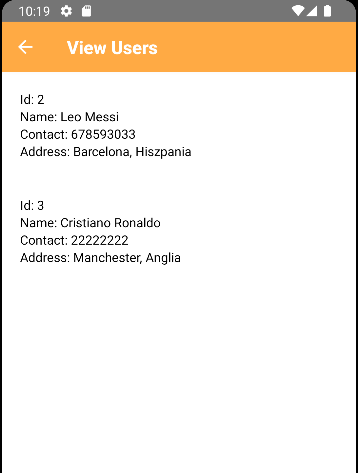 10:19
View Users
Id: 2
Name: Leo Messi
Contact: 678593033
Address: Barcelona, Hiszpania
Id: 3
Name: Cristiano Ronaldo
Contact: 22222222
Address: Manchester, Anglia